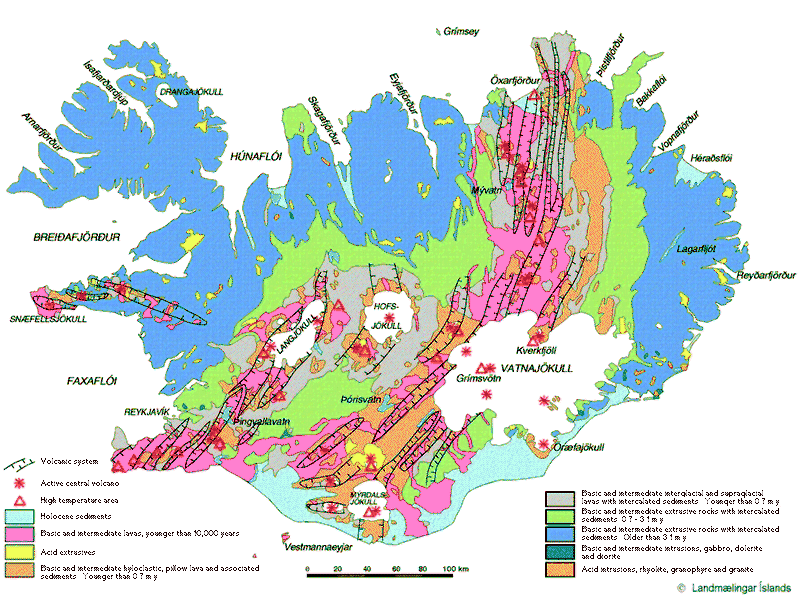 Grímsey
Ísafjarðardjúp
DRANGAJÖKULL
Arnarfjörður
Skagafjörður
Eyjafjörður
Öxarfjörður
Þistilfjörður
Bakkaflói
Vopnafjörður
Héraðsflói
HÚNAFLÓI
Mývatn
BREIÐAFJÖRÐUR
Lagarfljót
Reyðarfjörður
SNÆFELLSJÖKULL
LANGJÖKULL
HOFS-
JÖKULL
Kverkfjöll
VATNAJÖKULL
Grímsvötn
FAXAFLÓI
Þórisvatn
REYKJAVÍK
Þingvallavatn
Öræfajökull
MÝRDALS-
JÖKULL
Vestmannaeyjar
Volcanic system
Active central volcano
High temperature area
Holocene sediments
Basic and intermediate lavas, younger than 10,000 years
Acid extrusives
Basic and intermediate hyloclastic, pillow lava and associated
sediments Younger than 0 7 m y
0 20 40 60 80 100 km
Basic and intermediate interglacial and supraglacial
lavas with intercalated sediments Younger than 0 7 m y
Basic and intermediate extrusive rocks with intercalated
sediments 0 7 - 3 1 m y
Basic and intermediate extrusive rocks with intercalated
sediments Older than 3 1 m y
Basic and intermediate intrusions, gabbro, dolerite
and diorite
Acid intrusions, rhyolite, granophyre and granite
© Landmælingar Íslands